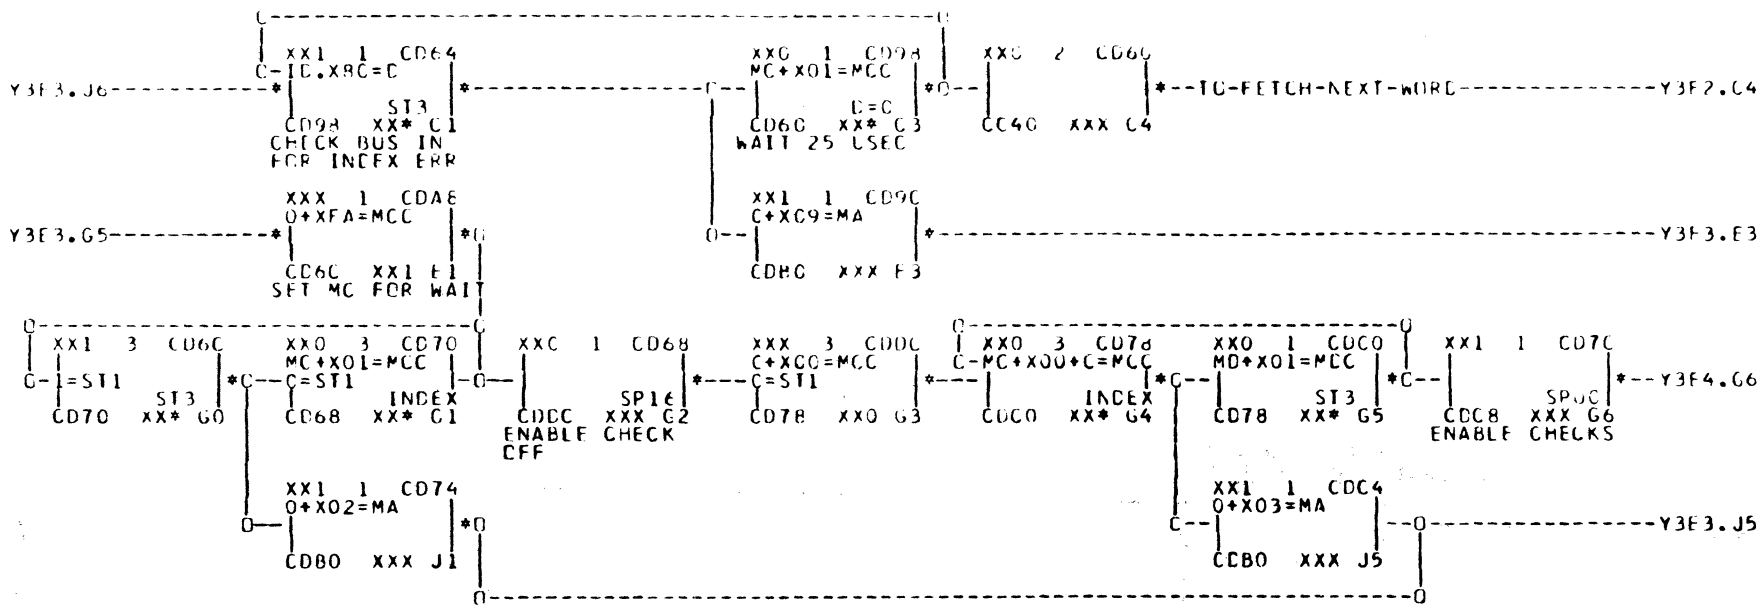 XX1 1 CD64
C-ID.X8C=D
Y3F3.J6
ST3
CD98 XX* C1
CHECK BUS IN
FOR INDEX ERR
XX0 1 CD98
MC+X01=MCC
D=C
CD60 XX* C3
WAIT 25 USEC
XX0 2 CD60
*--TO-FETCH-NEXT-WORD
Y3F2.C4
CC40 XXX C4
XXX 1 CDA8
0+XFA=MCC
Y3E3.G5
CD6C XX1 E1
SET MC FOR WAIT
XX1 1 CD9C
C+XC9=MA
Y3F3.E3
CD80 XXX E3
XX1 3 CD6C
1=ST1
ST3
CD70 XX* G0
XX0 3 CD70
MC+X01=MCC
C=ST1
INDEX
CD68 XX* G1
XXC 1 CD68
SP16
CDDC XXX G2
ENABLE CHECK
OFF
XXX 3 CDDC
C+XC0=MCC
C=ST1
CD78 XX0 G3
XX0 3 CD78
MC+X00+C=MCC
INDEX
CDC0 XX* G4
XX0 1 CDC0
MD+X01=MCC
ST3
CD78 XX* G5
XX1 1 CD7C
SP0C
CDC8 XXX G6
ENABLE CHECKS
Y3F4.G6
XX1 1 CD74
0+X02=MA
CD80 XXX J1
XX1 1 CDC4
0+X03=MA
CDB0 XXX J5
Y3E3.J5